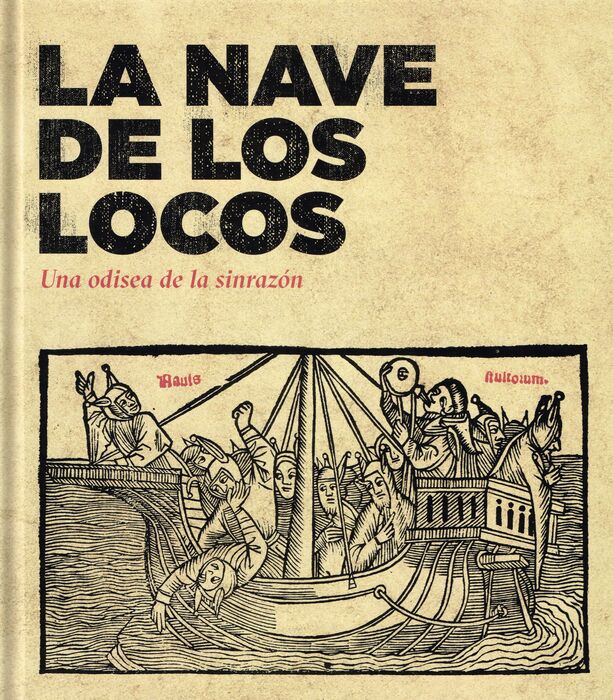 LA NAVE
DE LOS
LOCOS
Una odisea de la sinrazón
Nauis stultorum.